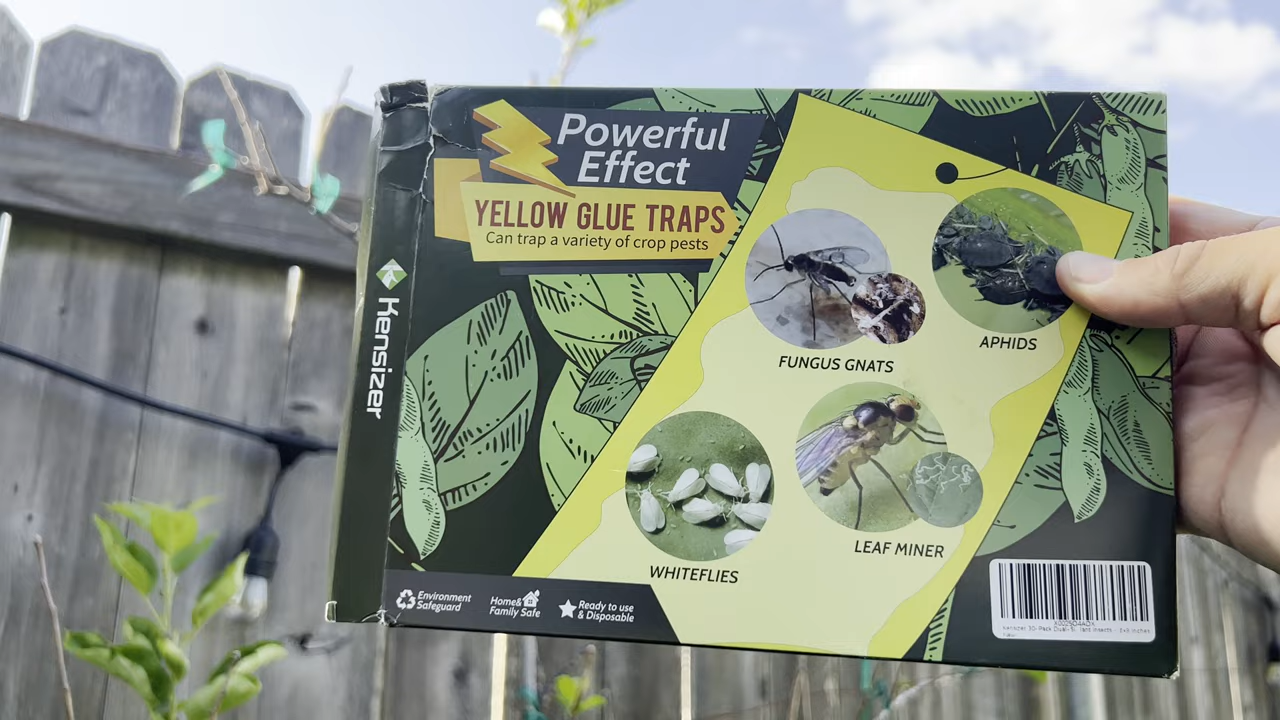 Powerful
Effect
YELLOW GLUE TRAPS
Can trap a variety of crop pests
Kensizer
FUNGUS GNATS
APHIDS
WHITEFLIES
LEAF MINER
Environment
Safeguard
Home&
Family Safe
Ready to use
& Disposable